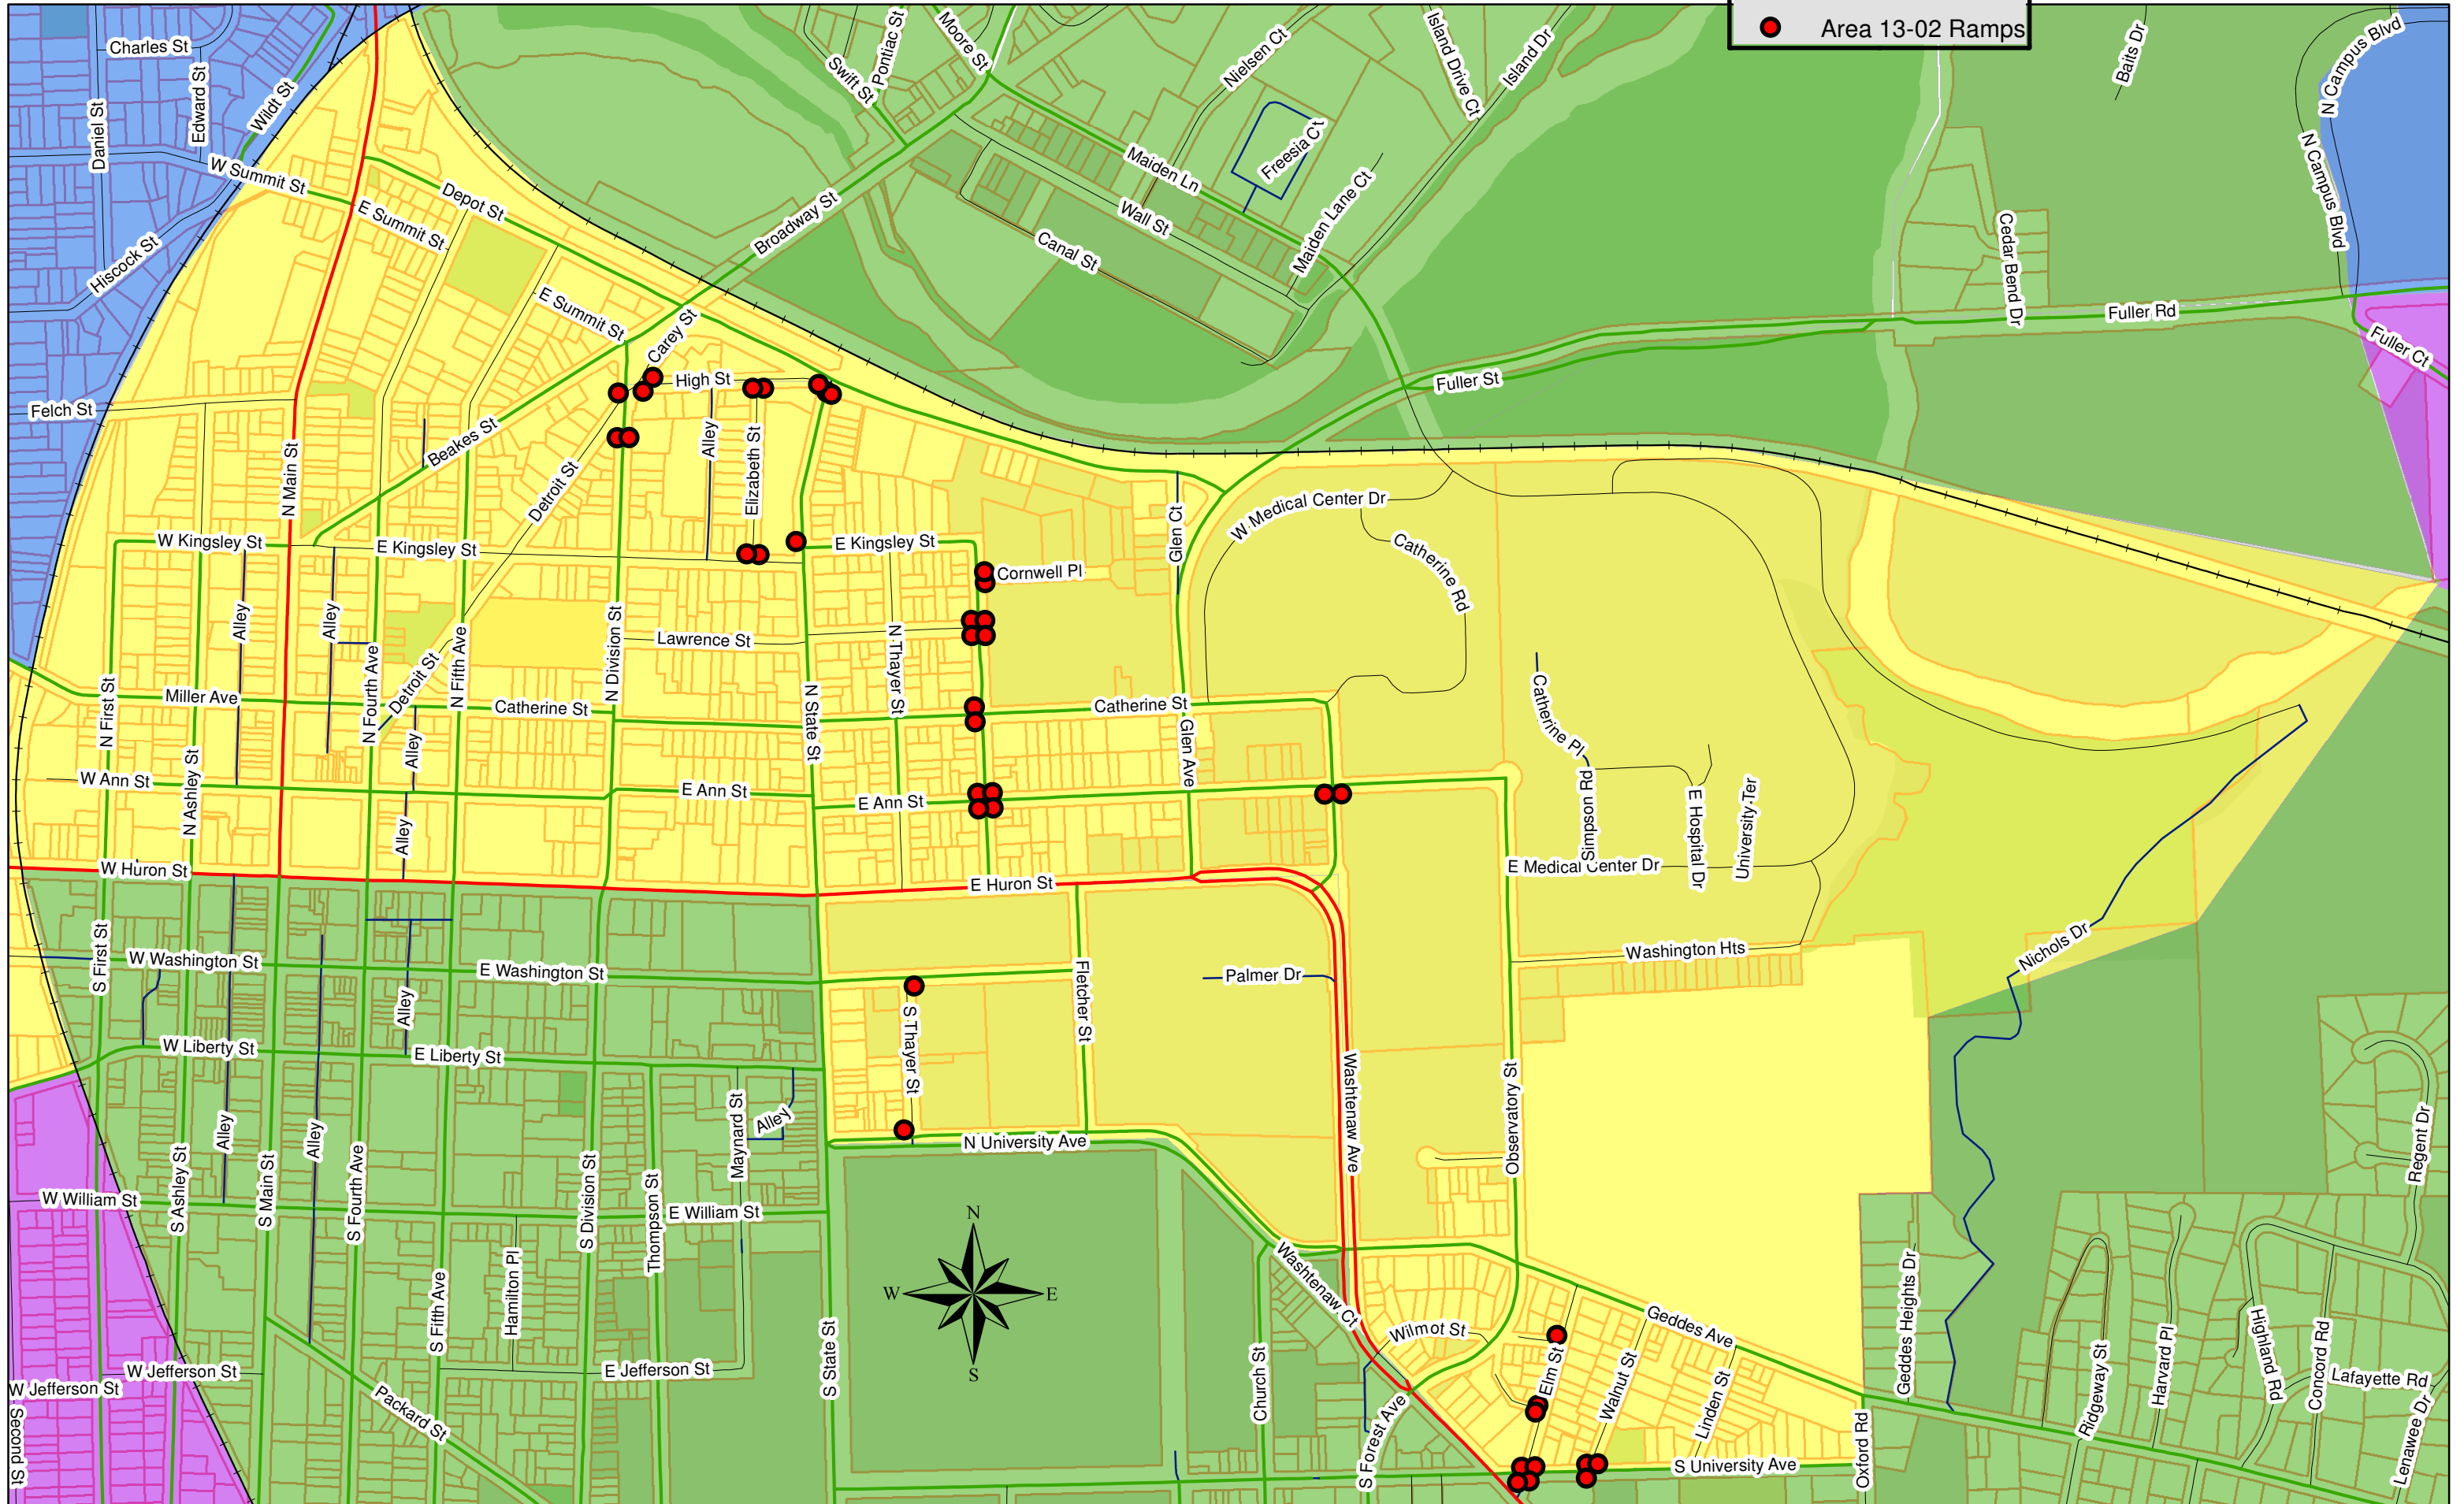 Area 13-02 Ramps
Charles St
Daniel St
Edward St
Wildt St
W Summit St
Hiscock St
Felch St
Depot St
E Summit St
E Summit St
Swift St
Pontiac St
Moore St
Broadway St
Nielsen Ct
Island Drive Ct
Island Dr
Freesia Ct
Maiden Ln
Wall St
Canal St
Maiden Lane Ct
Baits Dr
N Campus Blvd
N Campus Blvd
Cedar Bend Dr
Fuller Rd
Fuller Ct
Fuller St
Carey St
High St
Alley
Elizabeth St
Beakes St
Detroit St
N Main St
W Kingsley St
E Kingsley St
E Kingsley St
Cornwell Pl
Glen Ct
W Medical Center Dr
Catherine Rd
Alley
Alley
N Fourth Ave
Detroit St
N Fifth Ave
N Division St
Lawrence St
N Thayer St
N State St
Miller Ave
N First St
Catherine St
Catherine St
Glen Ave
N Ashley St
Alley
W Ann St
E Ann St
E Ann St
Alley
Catherine Pl
Simpson Rd
E Hospital Dr
University Ter
E Medical Center Dr
W Huron St
E Huron St
S First St
W Washington St
E Washington St
Alley
Fletcher St
Palmer Dr
Washington Hts
Nichols Dr
S Thayer St
W Liberty St
E Liberty St
Alley
Alley
Maynard St
Alley
N University Ave
Washtenaw Ave
Observatory St
Regent Dr
W William St
S Ashley St
S Main St
S Fourth Ave
S Division St
Thompson St
E William St
N
W
E
S
Hamilton Pl
S Fifth Ave
S State St
Washtenaw Ct
Church St
Wilmot St
Geddes Ave
Elm St
Walnut St
Linden St
S Forest Ave
S University Ave
Oxford Rd
Geddes Heights Dr
Ridgeway St
Harvard Pl
Highland Rd
Concord Rd
Lafayette Rd
Lenawee Dr
W Jefferson St
W Jefferson St
E Jefferson St
Packard St
Second St